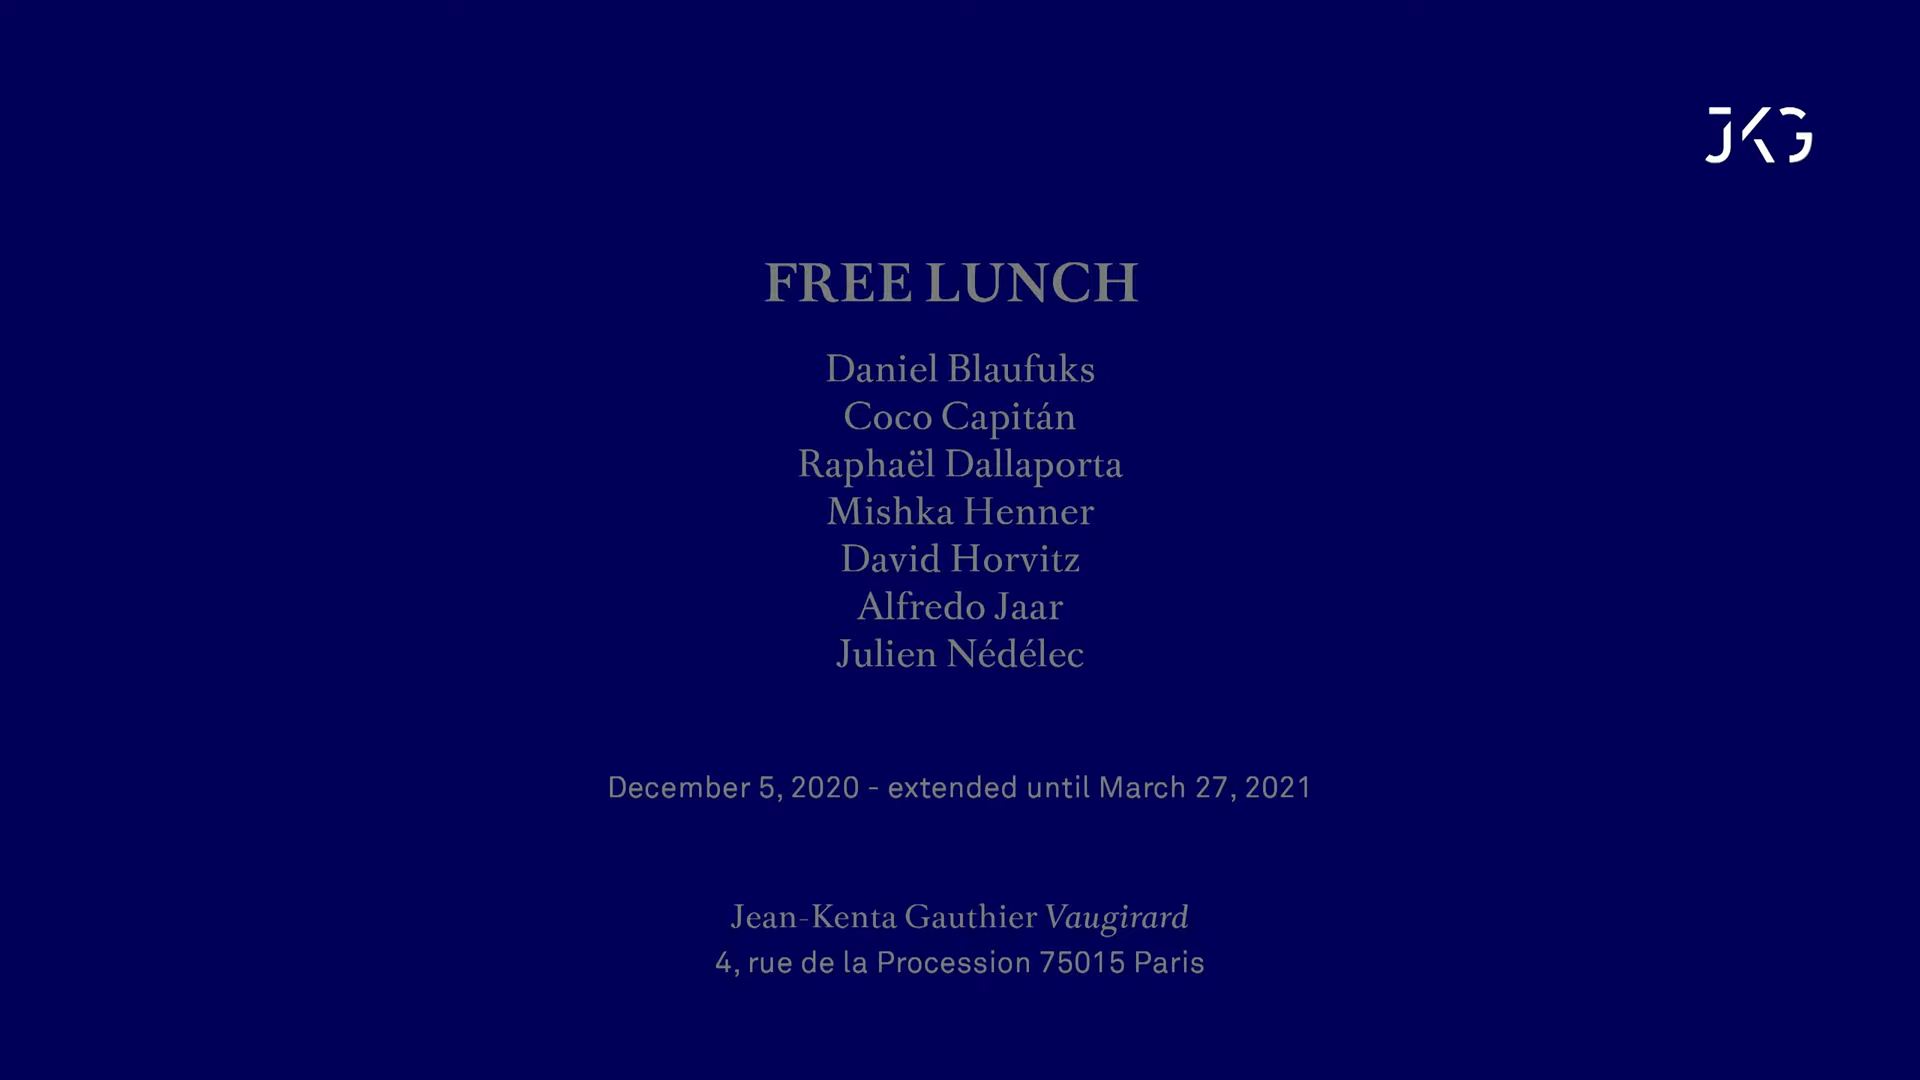 JKG
FREE LUNCH
Daniel Blaufuks
Coco Capitán
Raphaël Dallaporta
Mishka Henner
David Horvitz
Alfredo Jaar
Julien Nédélec
December 5, 2020 - extended until March 27, 2021
Jean-Kenta Gauthier Vaugirard
4, rue de la Procession 75015 Paris